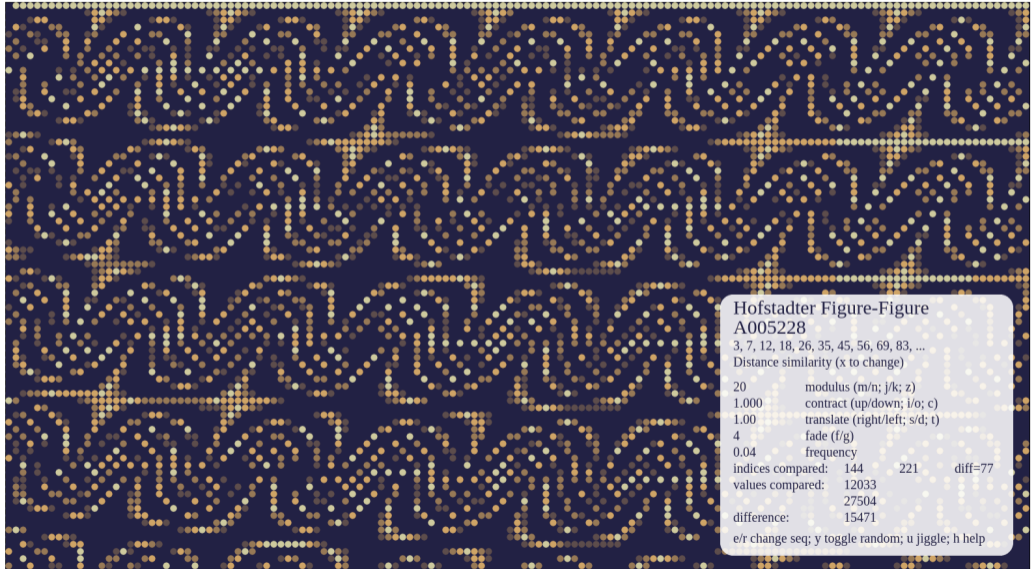 Hofstadter Figure-Figure
A005228
3, 7, 12, 18, 26, 35, 45, 56, 69, 83, ...
Distance similarity (x to change)
20 modulus (m/n; j/k; z)
1.000 contract (up/down; i/o; c)
1.00 translate (right/left; s/d; t)
4 fade (f/g)
0.04 frequency
indices compared: 144 221 diff=77
values compared: 12033
27504
difference: 15471
e/r change seq; y toggle random; u jiggle; h help